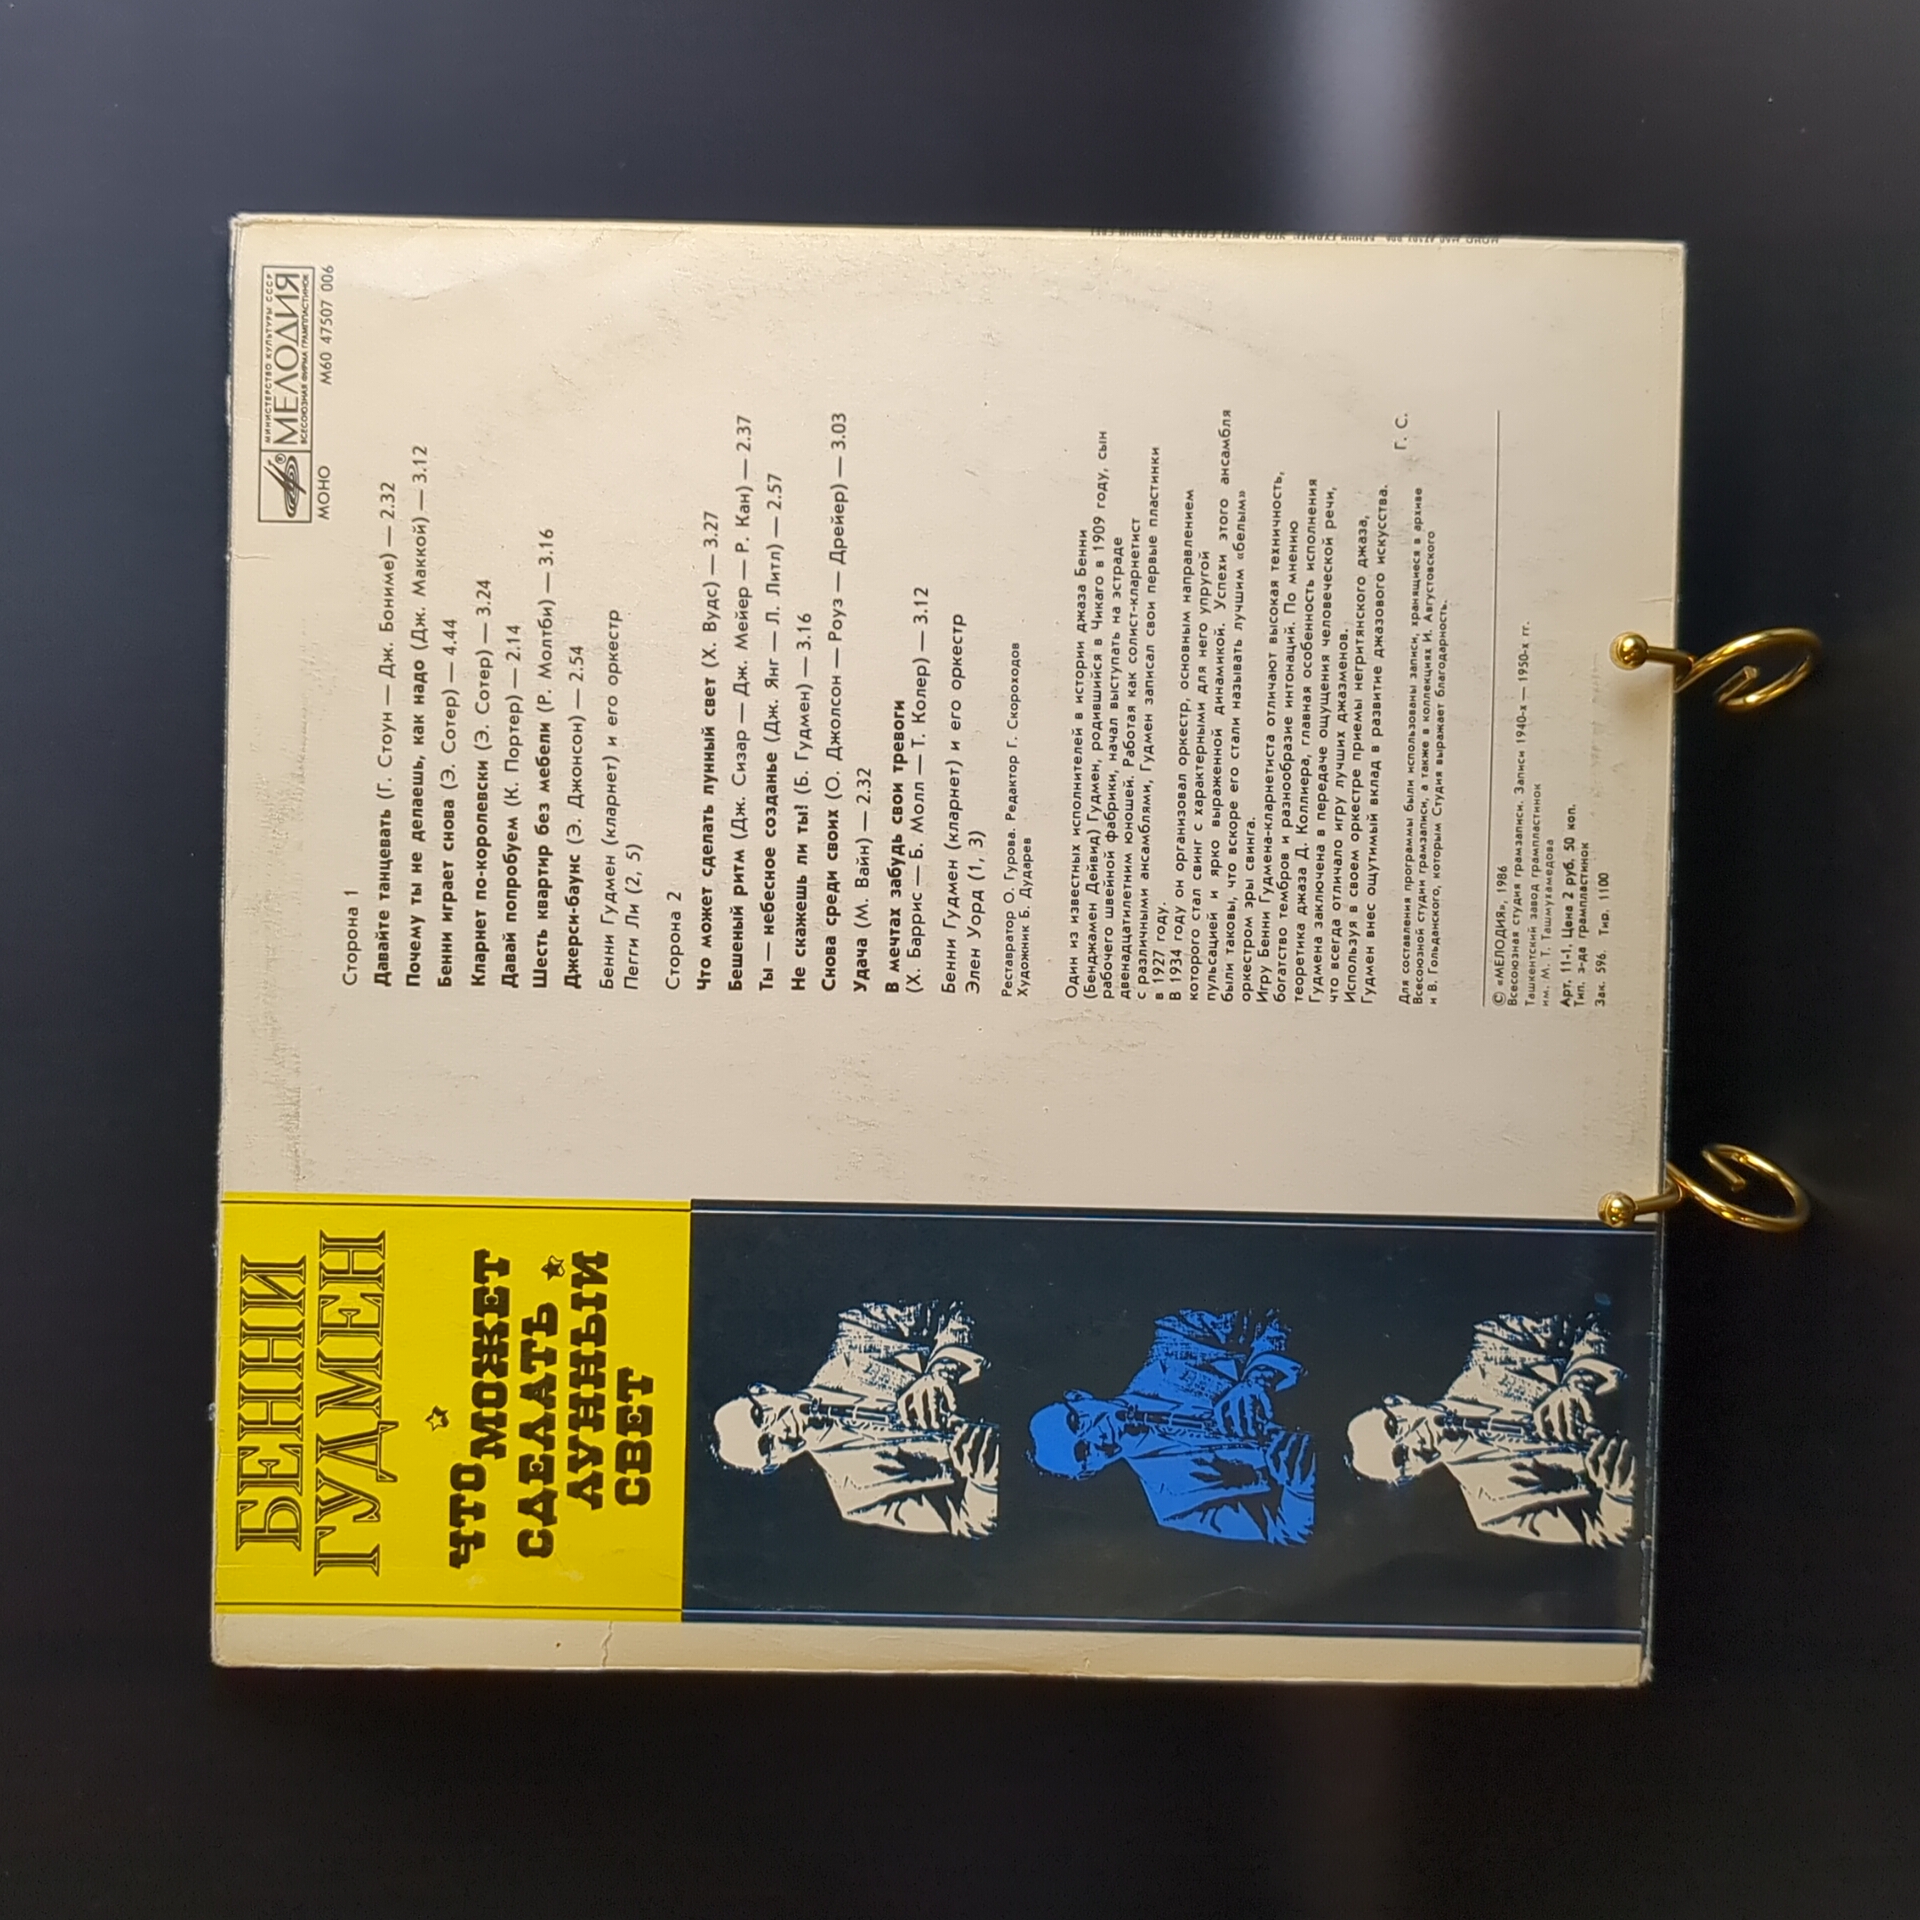 БЕННИ
ГУДМЕН
ЧТО МОЖЕТ
СДЕЛАТЬ
ЛУННЫЙ
СВЕТ
МИНИСТЕРСТВО КУЛЬТУРЫ СССР
МЕЛОДИЯ
ВСЕСОЮЗНАЯ ФИРМА ГРАМПЛАСТИНОК
МОНО М60 47507 006
Сторона 1
Давайте танцевать (Г. Стоун — Дж. Бониме) — 2.32
Почему ты не делаешь, как надо (Дж. Маккой) — 3.12
Бенни играет снова (Э. Сотер) — 4.44
Кларнет по-королевски (Э. Сотер) — 3.24
Давай попробуем (К. Портер) — 2.14
Шесть квартир без мебели (Р. Молтби) — 3.16
Джерси-баунс (Э. Джонсон) — 2.54
Бенни Гудмен (кларнет) и его оркестр
Пегги Ли (2, 5)
Сторона 2
Что может сделать лунный свет (Х. Вудс) — 3.27
Бешеный ритм (Дж. Сизар — Дж. Мейер — Р. Кан) — 2.37
Ты — небесное созданье (Дж. Янг — Л. Литл) — 2.57
Не скажешь ли ты! (Б. Гудмен) — 3.16
Снова среди своих (О. Джолсон — Роуз — Дрейер) — 3.03
Удача (М. Вайн) — 2.32
В мечтах забудь свои тревоги
(Х. Баррис — Б. Молл — Т. Колер) — 3.12
Бенни Гудмен (кларнет) и его оркестр
Элен Уорд (1, 3)
Реставратор О. Гурова. Редактор Г. Скороходов
Художник Б. Дударев
Один из известных исполнителей в истории джаза Бенни
(Бенджамен Дейвид) Гудмен, родившийся в Чикаго в 1909 году, сын
рабочего швейной фабрики, начал выступать на эстраде
двенадцатилетним юношей. Работая как солист-кларнетист
с различными ансамблями, Гудмен записал свои первые пластинки
в 1927 году.
В 1934 году он организовал оркестр, основным направлением
которого стал свинг с характерными для него упругой
пульсацией и ярко выраженной динамикой. Успехи этого ансамбля
были таковы, что вскоре его стали называть лучшим «белым»
оркестром эры свинга.
Игру Бенни Гудмена-кларнетиста отличают высокая техничность,
богатство тембров и разнообразие интонаций. По мнению
теоретика джаза Д. Коллиера, главная особенность исполнения
Гудмена заключена в передаче ощущения человеческой речи,
что всегда отличало игру лучших джазменов.
Используя в своем оркестре приемы негритянского джаза,
Гудмен внес ощутимый вклад в развитие джазового искусства.
Г. С.
Для составления программы были использованы записи, хранящиеся в архиве
Всесоюзной студии грамзаписи, а также в коллекциях И. Августовского
и В. Гольданского, которым Студия выражает благодарность.
© «МЕЛОДИЯ», 1986
Всесоюзная студия грамзаписи. Записи 1940-х — 1950-х гг.
Ташкентский завод грампластинок
им. М. Т. Ташмухамедова
Арт. 11-1. Цена 2 руб. 50 коп.
Тип. з-да грампластинок
Зак. 596. Тир. 1100